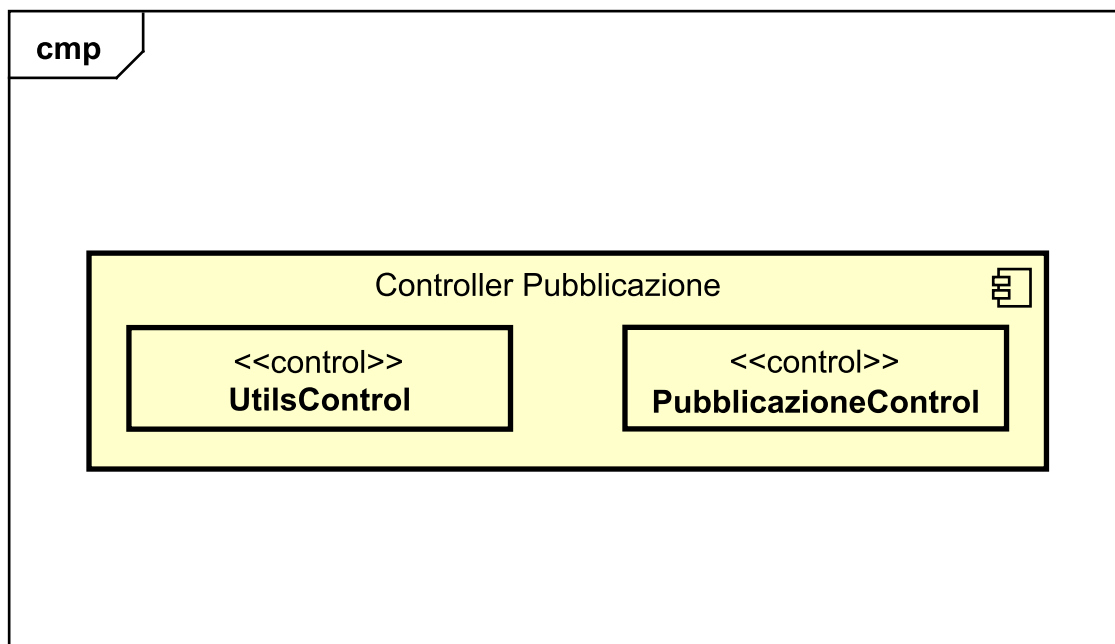 cmp
Controller Pubblicazione
<<control>>
UtilsControl
<<control>>
PubblicazioneControl